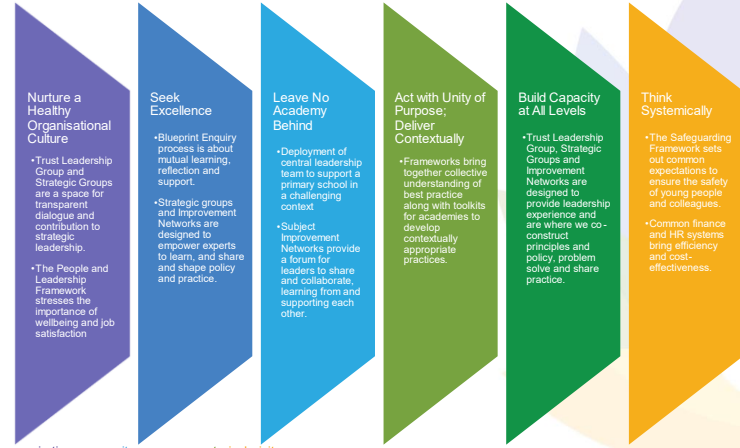 Nurture a
Healthy
Organisational
Culture
•Trust Leadership
Group and
Strategic Groups
are a space for
transparent
dialogue and
contribution to
strategic
leadership.
•The People and
Leadership
Framework
stresses the
importance of
wellbeing and job
satisfaction
Seek
Excellence
•Blueprint Enquiry
process is about
mutual learning,
reflection and
support.
•Strategic groups
and Improvement
Networks are
designed to
empower experts
to learn, and share
and shape policy
and practice.
Leave No
Academy
Behind
•Deployment of
central leadership
team to support a
primary school in
a challenging
context
•Subject
Improvement
Networks provide
a forum for
leaders to share
and collaborate,
learning from and
supporting each
other.
Act with Unity of
Purpose;
Deliver
Contextually
•Frameworks bring
together collective
understanding of
best practice
along with toolkits
for academies to
develop
contextually
appropriate
practices.
Build Capacity
at All Levels
•Trust Leadership
Group, Strategic
Groups and
Improvement
Networks are
designed to
provide leadership
experience and
are where we co-
construct
principles and
policy, problem
solve and share
practice.
Think
Systemically
•The Safeguarding
Framework sets
out common
expectations to
ensure the safety
of young people
and colleagues.
•Common finance
and HR systems
bring efficiency
and cost-
effectiveness.